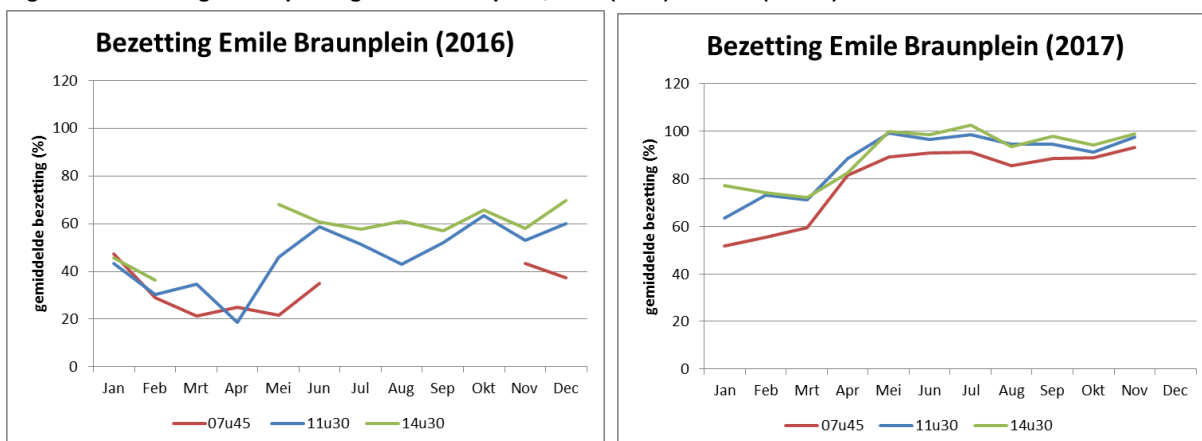 Bezetting Emile Braunplein (2016)
gemiddelde bezetting (%)
120
100
80
60
40
20
0
Jan Feb Mrt Apr Mei Jun Jul Aug Sep Okt Nov Dec
07u45 11u30 14u30
Bezetting Emile Braunplein (2017)
gemiddelde bezetting (%)
120
100
80
60
40
20
0
Jan Feb Mrt Apr Mei Jun Jul Aug Sep Okt Nov Dec
07u45 11u30 14u30